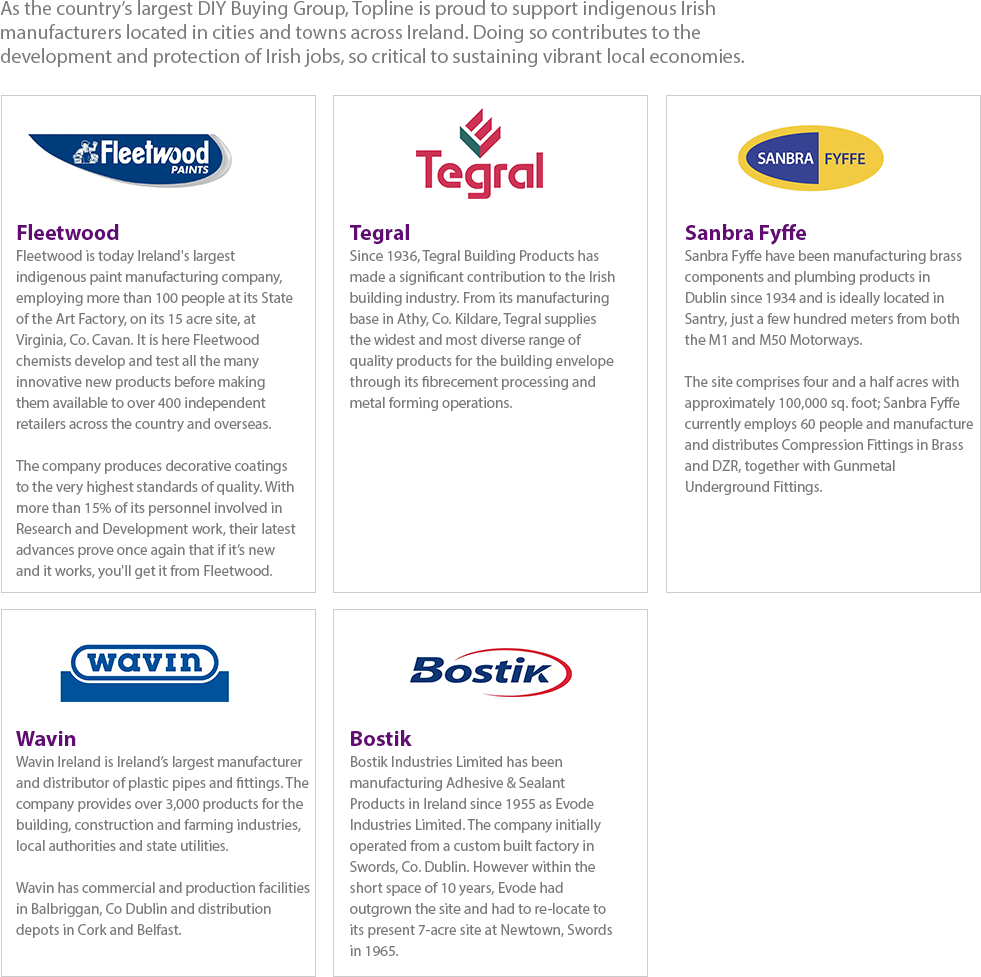 As the country’s largest DIY Buying Group, Topline is proud to support indigenous Irish
manufacturers located in cities and towns across Ireland. Doing so contributes to the
development and protection of Irish jobs, so critical to sustaining vibrant local economies.
Fleetwood
PAINTS
Fleetwood
Fleetwood is today Ireland's largest
indigenous paint manufacturing company,
employing more than 100 people at its State
of the Art Factory, on its 15 acre site, at
Virginia, Co. Cavan. It is here Fleetwood
chemists develop and test all the many
innovative new products before making
them available to over 400 independent
retailers across the country and overseas.
The company produces decorative coatings
to the very highest standards of quality. With
more than 15% of its personnel involved in
Research and Development work, their latest
advances prove once again that if it’s new
and it works, you'll get it from Fleetwood.
Tegral
Tegral
Since 1936, Tegral Building Products has
made a significant contribution to the Irish
building industry. From its manufacturing
base in Athy, Co. Kildare, Tegral supplies
the widest and most diverse range of
quality products for the building envelope
through its fibrecement processing and
metal forming operations.
SANBRA FYFFE
Sanbra Fyffe
Sanbra Fyffe have been manufacturing brass
components and plumbing products in
Dublin since 1934 and is ideally located in
Santry, just a few hundred meters from both
the M1 and M50 Motorways.
The site comprises four and a half acres with
approximately 100,000 sq. foot; Sanbra Fyffe
currently employs 60 people and manufacture
and distributes Compression Fittings in Brass
and DZR, together with Gunmetal
Underground Fittings.
wavin
Wavin
Wavin Ireland is Ireland’s largest manufacturer
and distributor of plastic pipes and fittings. The
company provides over 3,000 products for the
building, construction and farming industries,
local authorities and state utilities.
Wavin has commercial and production facilities
in Balbriggan, Co Dublin and distribution
depots in Cork and Belfast.
Bostik
Bostik
Bostik Industries Limited has been
manufacturing Adhesive & Sealant
Products in Ireland since 1955 as Evode
Industries Limited. The company initially
operated from a custom built factory in
Swords, Co. Dublin. However within the
short space of 10 years, Evode had
outgrown the site and had to re-locate to
its present 7-acre site at Newtown, Swords
in 1965.